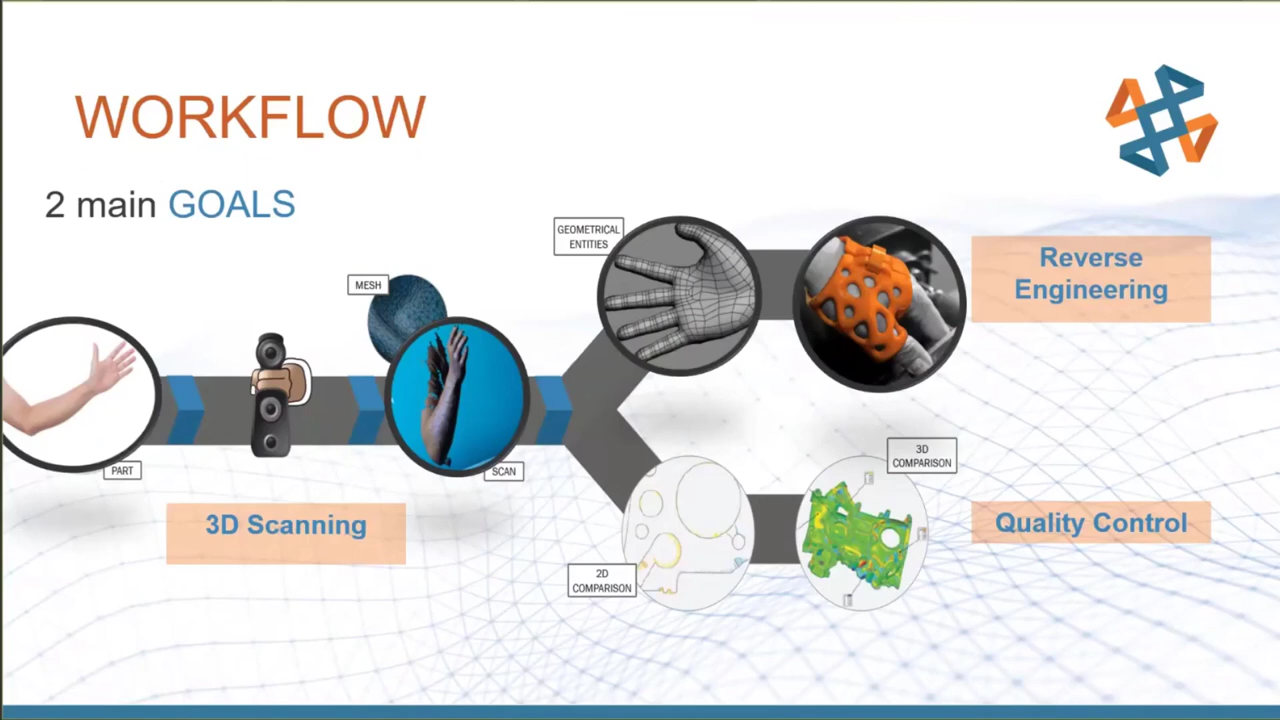 WORKFLOW
2 main GOALS
GEOMETRICAL
ENTITIES
Reverse
Engineering
MESH
PART
SCAN
3D
COMPARISON
3D Scanning
Quality Control
2D
COMPARISON